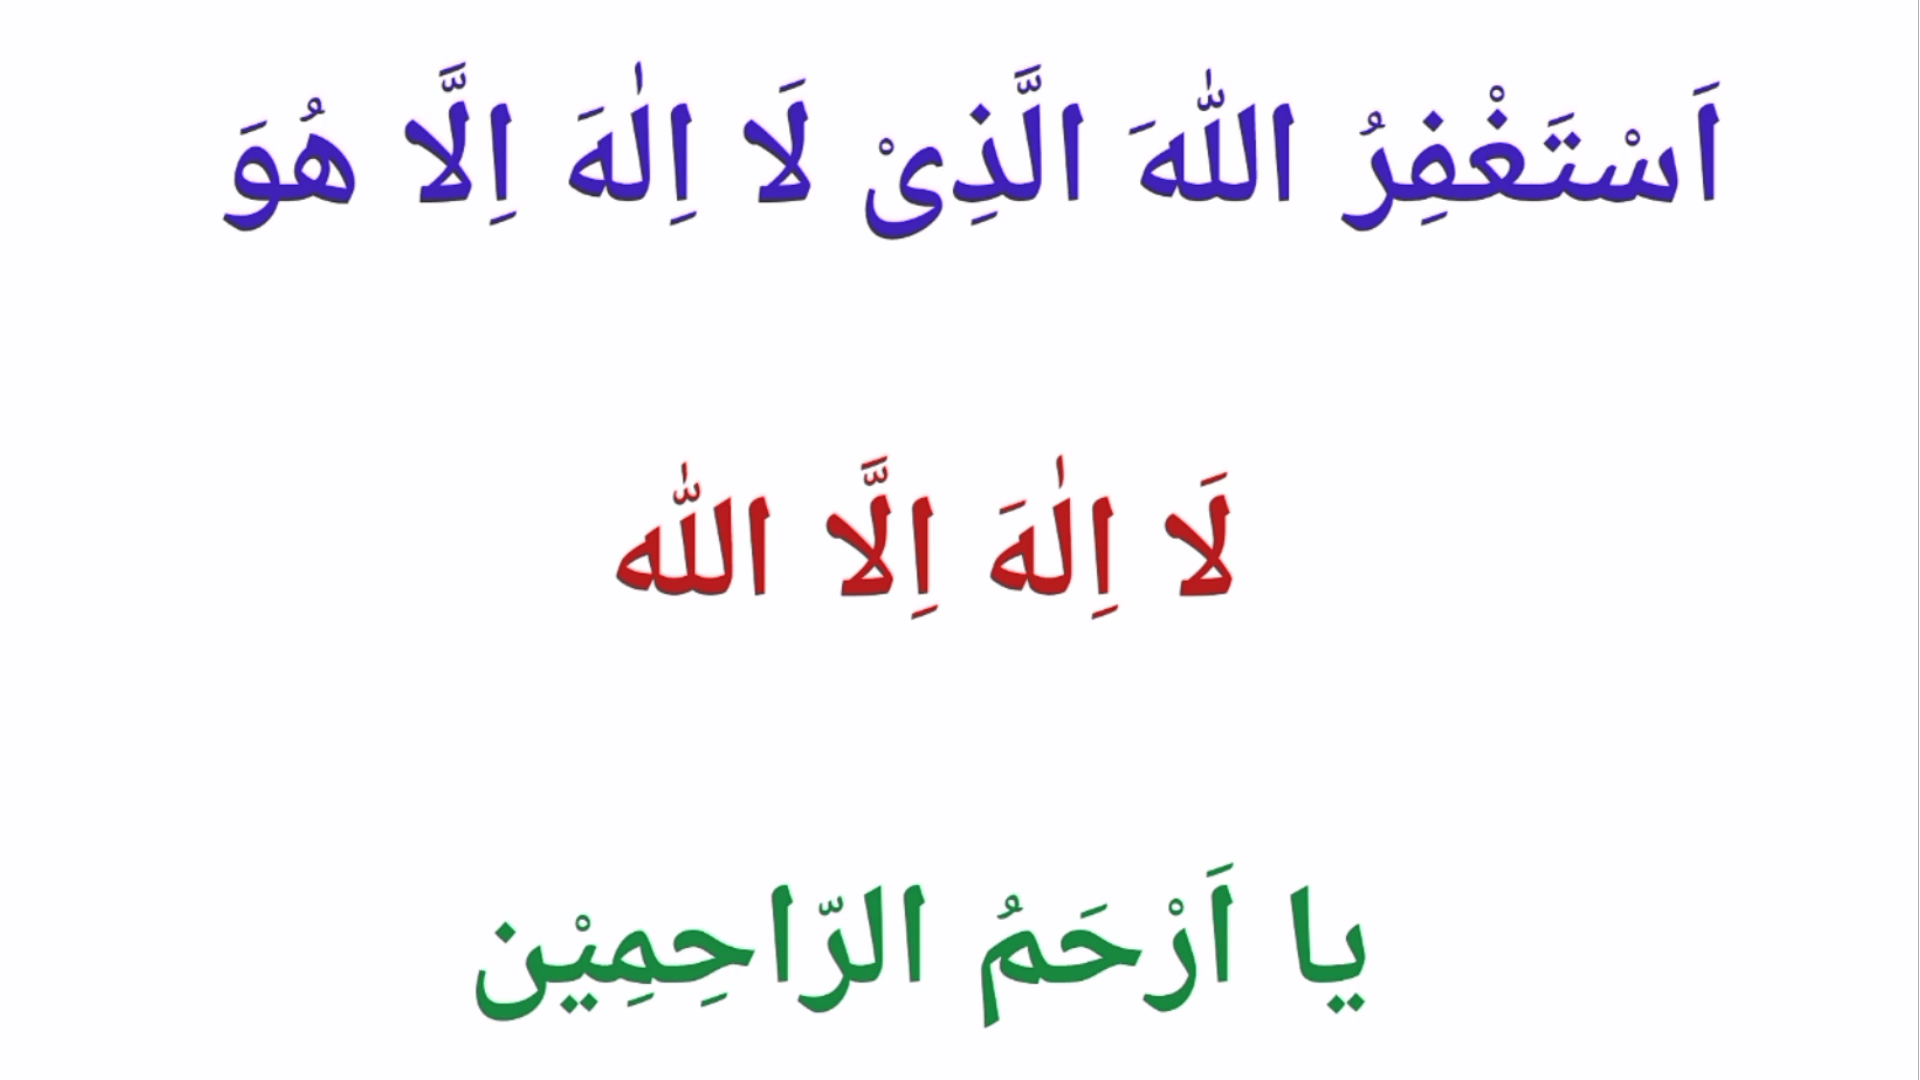 اَسْتَغْفِرُ اللّٰهَ الَّذِیْ لَا اِلٰهَ اِلَّا هُوَ
لَا اِلٰهَ اِلَّا اللّٰه
یا اَرْحَمُ الرّاحِمِیْن